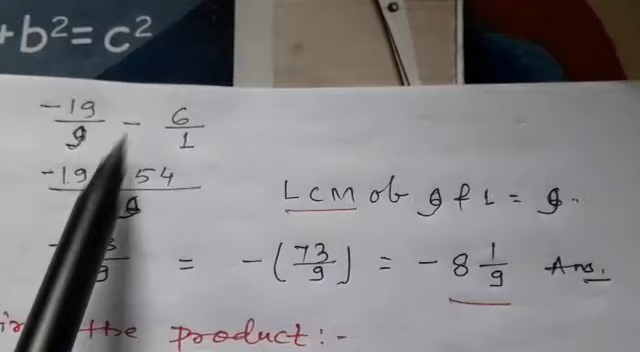 +b²=c²
-19/9 - 6/1
-19 54/9
LCM of 9 & 1 = 9.
9 = -(73/9) = -8 1/9 Ans.
the product:-